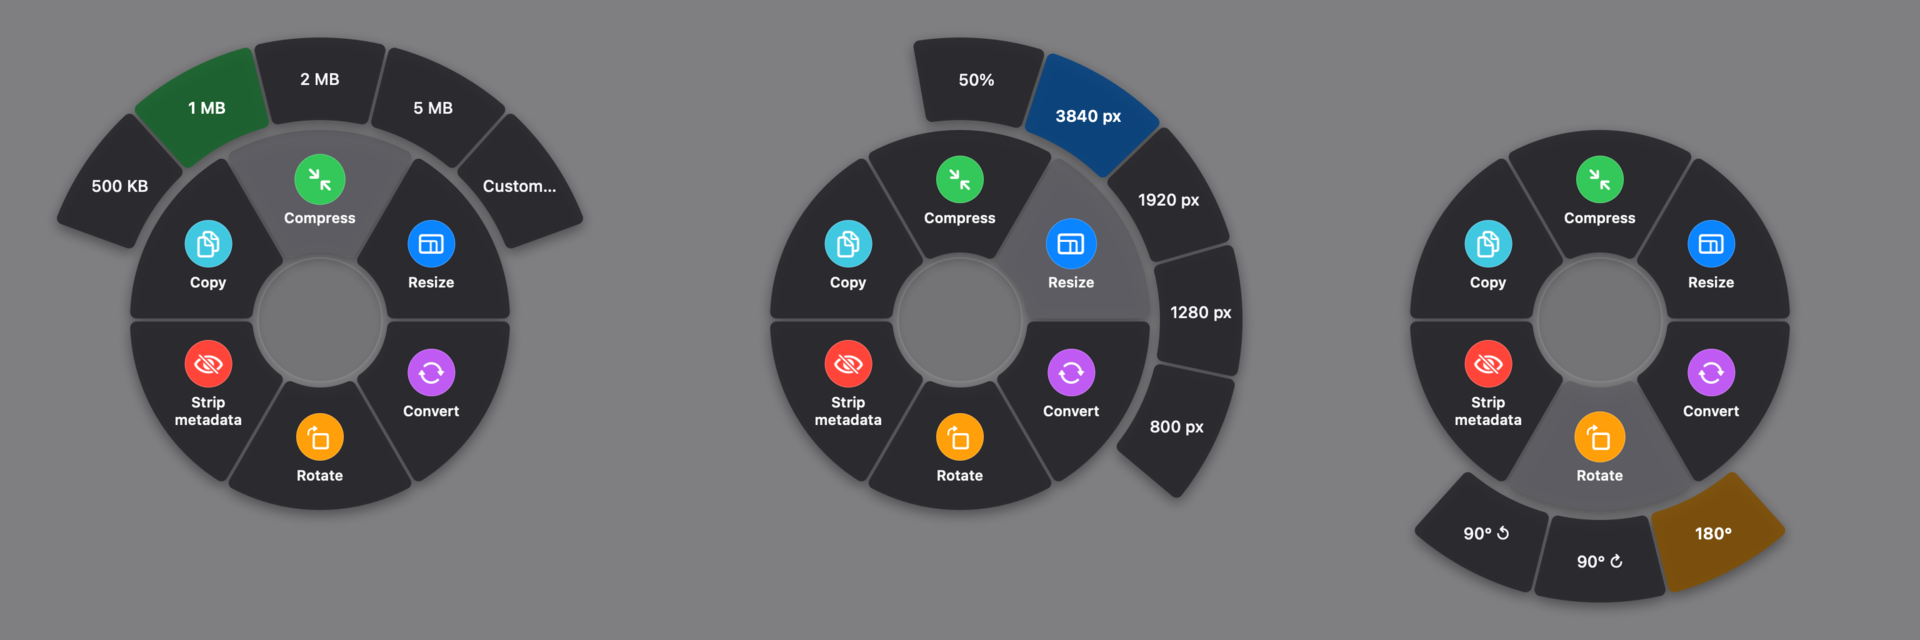 500 KB
1 MB
2 MB
5 MB
Custom...
Compress
Copy
Resize
Strip
metadata
Convert
Rotate
50%
3840 px
1920 px
1280 px
800 px
Compress
Copy
Resize
Strip
metadata
Convert
Rotate
Compress
Copy
Resize
Strip
metadata
Convert
Rotate
90° ↺
90° ↻
180°